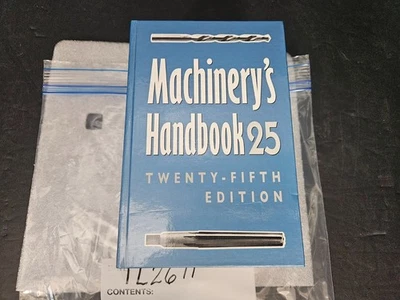 Machinery's
Handbook 25
TWENTY-FIFTH
EDITION
CONTENTS: